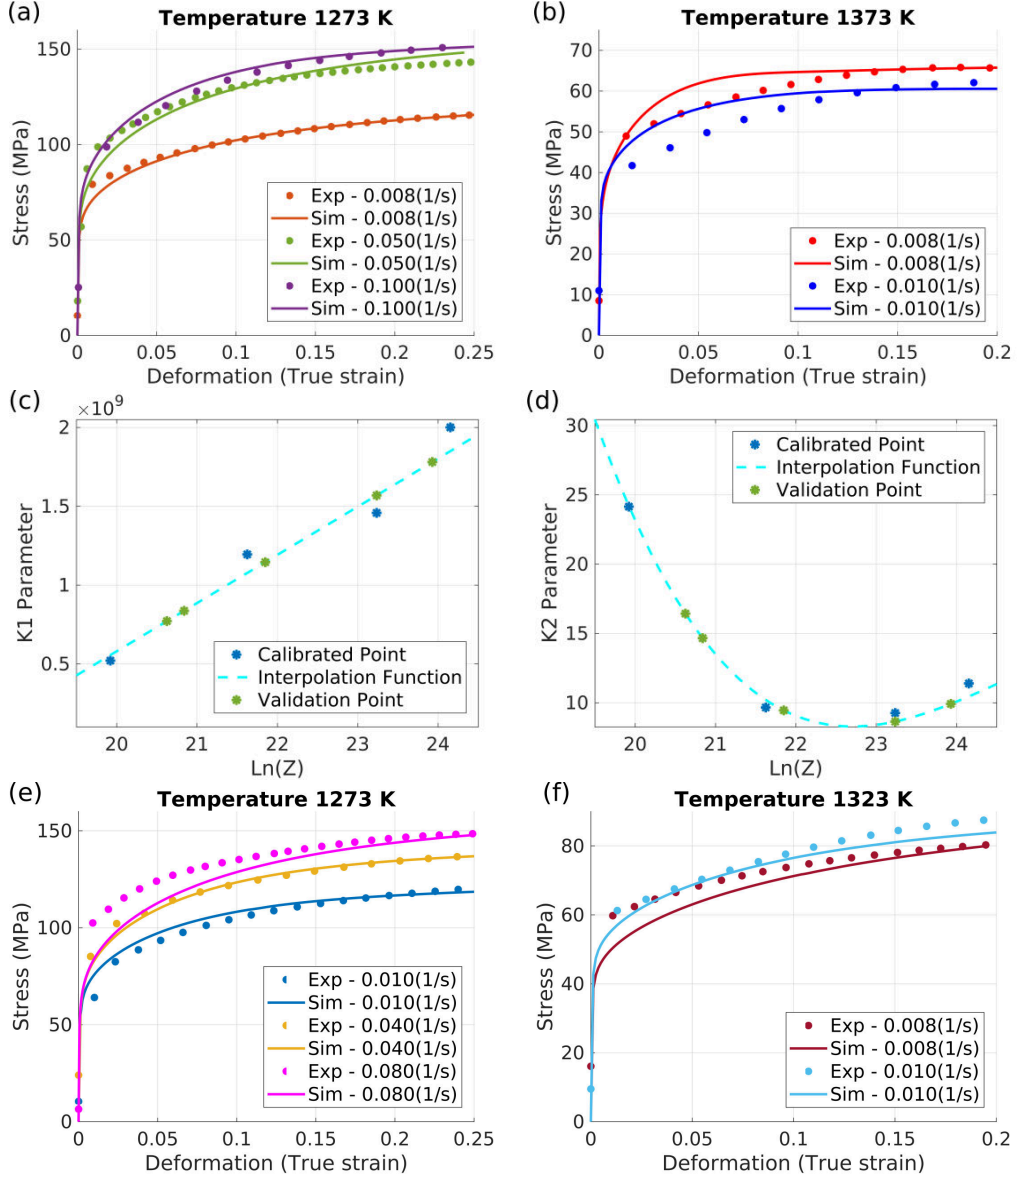 (a)
Temperature 1273 K
150
100
50
0
Stress (MPa)
Exp - 0.008(1/s)
Sim - 0.008(1/s)
Exp - 0.050(1/s)
Sim - 0.050(1/s)
Exp - 0.100(1/s)
Sim - 0.100(1/s)
0 0.05 0.1 0.15 0.2 0.25
Deformation (True strain)
(b)
Temperature 1373 K
70
60
50
40
30
20
10
0
Stress (MPa)
Exp - 0.008(1/s)
Sim - 0.008(1/s)
Exp - 0.010(1/s)
Sim - 0.010(1/s)
0 0.05 0.1 0.15 0.2
Deformation (True strain)
(c)
×10⁹
2
1.5
1
0.5
K1 Parameter
Calibrated Point
Interpolation Function
Validation Point
20 21 22 23 24
Ln(Z)
(d)
30
25
20
15
10
K2 Parameter
Calibrated Point
Interpolation Function
Validation Point
20 21 22 23 24
Ln(Z)
(e)
Temperature 1273 K
150
100
50
0
Stress (MPa)
Exp - 0.010(1/s)
Sim - 0.010(1/s)
Exp - 0.040(1/s)
Sim - 0.040(1/s)
Exp - 0.080(1/s)
Sim - 0.080(1/s)
0 0.05 0.1 0.15 0.2 0.25
Deformation (True strain)
(f)
Temperature 1323 K
80
60
40
20
0
Stress (MPa)
Exp - 0.008(1/s)
Sim - 0.008(1/s)
Exp - 0.010(1/s)
Sim - 0.010(1/s)
0 0.05 0.1 0.15 0.2
Deformation (True strain)